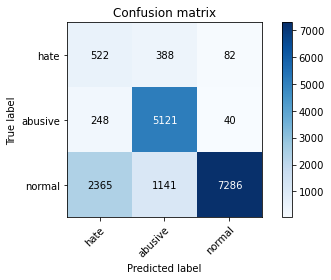 Confusion matrix
True label
hate 522 388 82
abusive 248 5121 40
normal 2365 1141 7286
hate abusive normal
Predicted label
7000
6000
5000
4000
3000
2000
1000